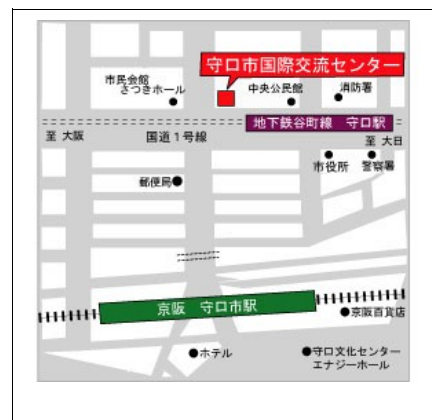 守口市国際交流センター
市民会館
さつきホール
中央公民館
消防署
地下鉄谷町線　守口駅
至 大阪
国道１号線
至 大日
市役所
警察署
郵便局
京阪　守口市駅
京阪百貨店
ホテル
守口文化センター
エナジーホール